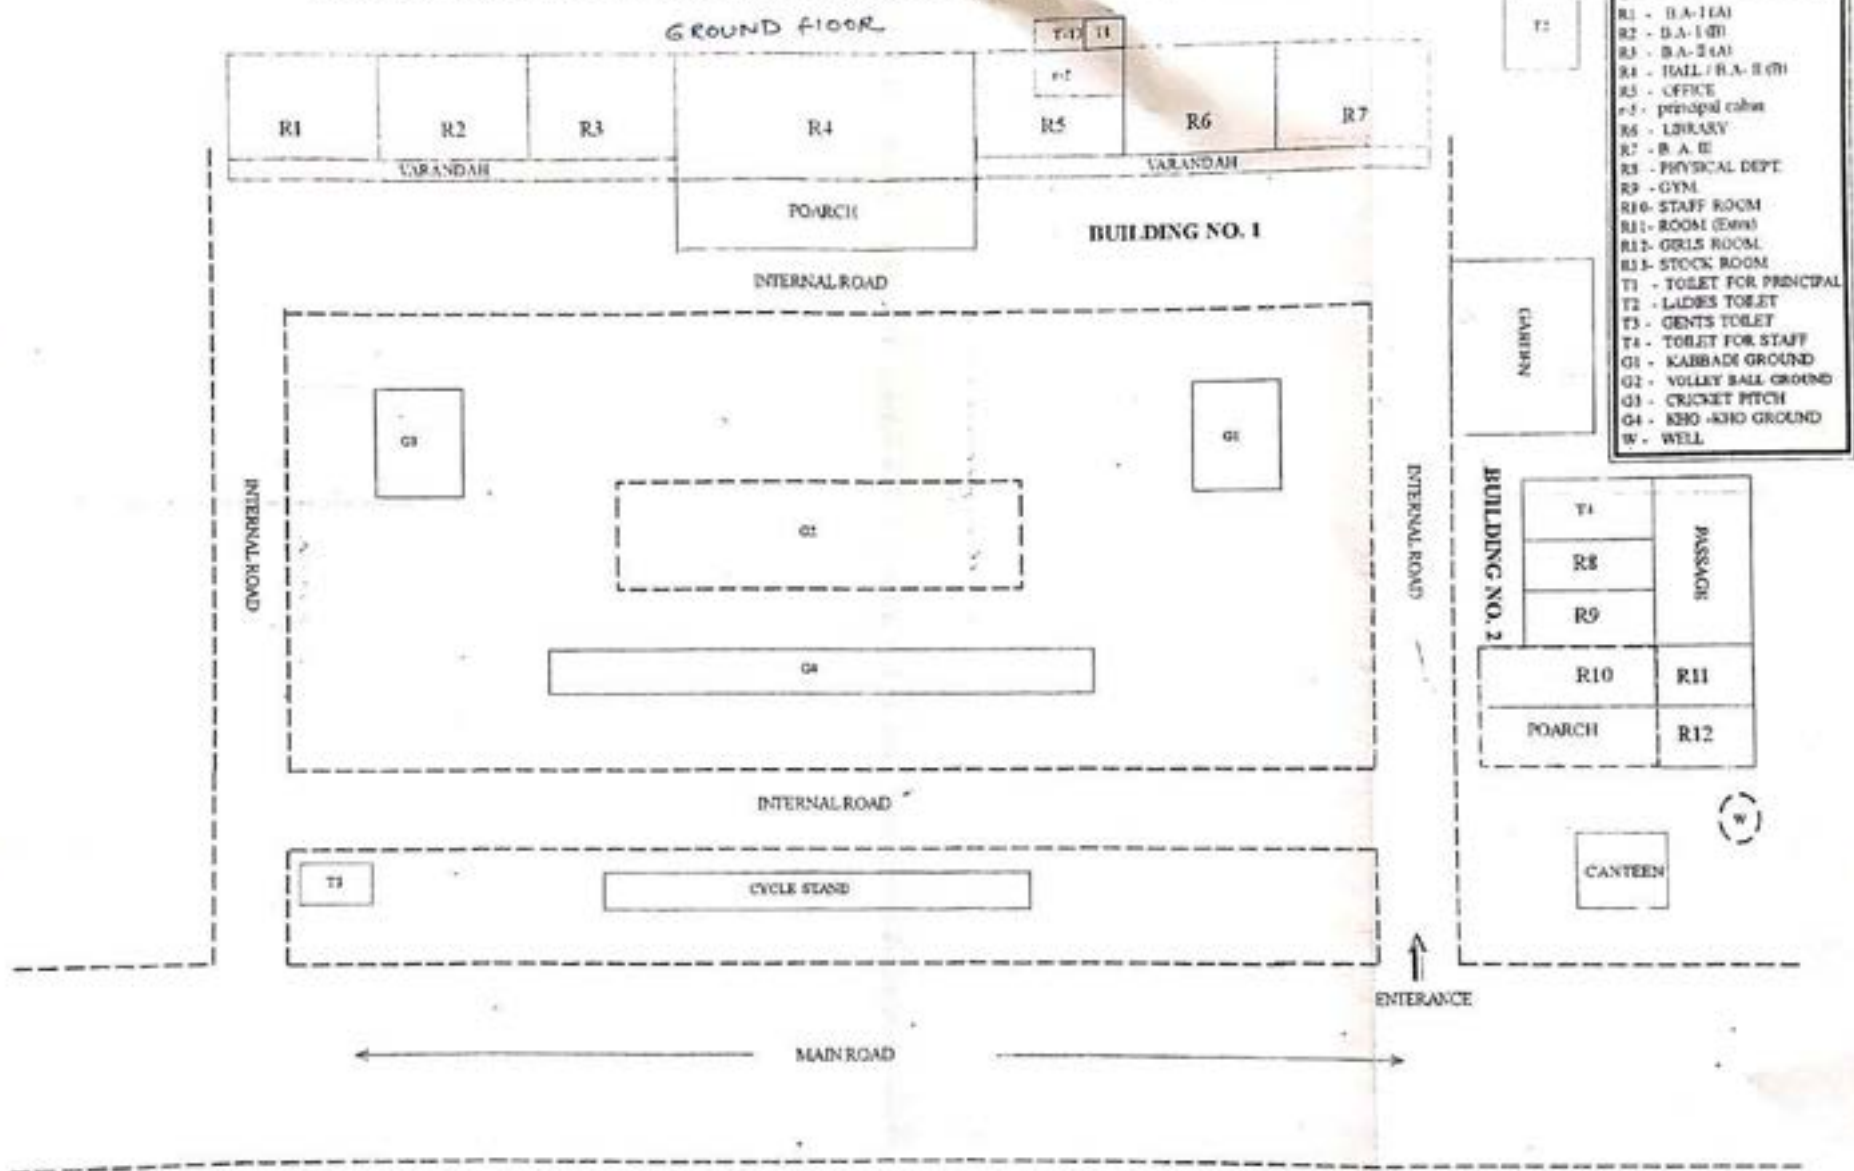 GROUND FlOOR
T1
T2
r-5
R1
R2
R3
R4
R5
R6
R7
VARANDAH
VARANDAH
POARCH
BUILDING NO. 1
INTERNAL ROAD
G3
G1
G2
G4
INTERNAL ROAD
INTERNAL ROAD
GARDEN
BUILDING NO. 2
T4
R8
R9
PASSAGE
R10
R11
POARCH
R12
INTERNAL ROAD
W
T3
CYCLE STAND
CANTEEN
ENTERANCE
MAIN ROAD
R1 - B.A- I (A)
R2 - B.A- I (B)
R3 - B.A- II (A)
R4 - HALL / B.A- II (B)
R5 - OFFICE
r-5 - principal cabin
R6 - LIBRARY
R7 - B. A. III
R8 - PHYSICAL DEPT.
R9 - GYM.
R10- STAFF ROOM
R11- ROOM (Extra)
R12- GIRLS ROOM.
R13- STOCK ROOM
T1 - TOILET FOR PRINCIPAL
T2 - LADIES TOILET
T3 - GENTS TOILET
T4 - TOILET FOR STAFF
G1 - KABBADI GROUND
G2 - VOLLEY BALL GROUND
G3 - CRICKET PITCH
G4 - KHO -KHO GROUND
W - WELL